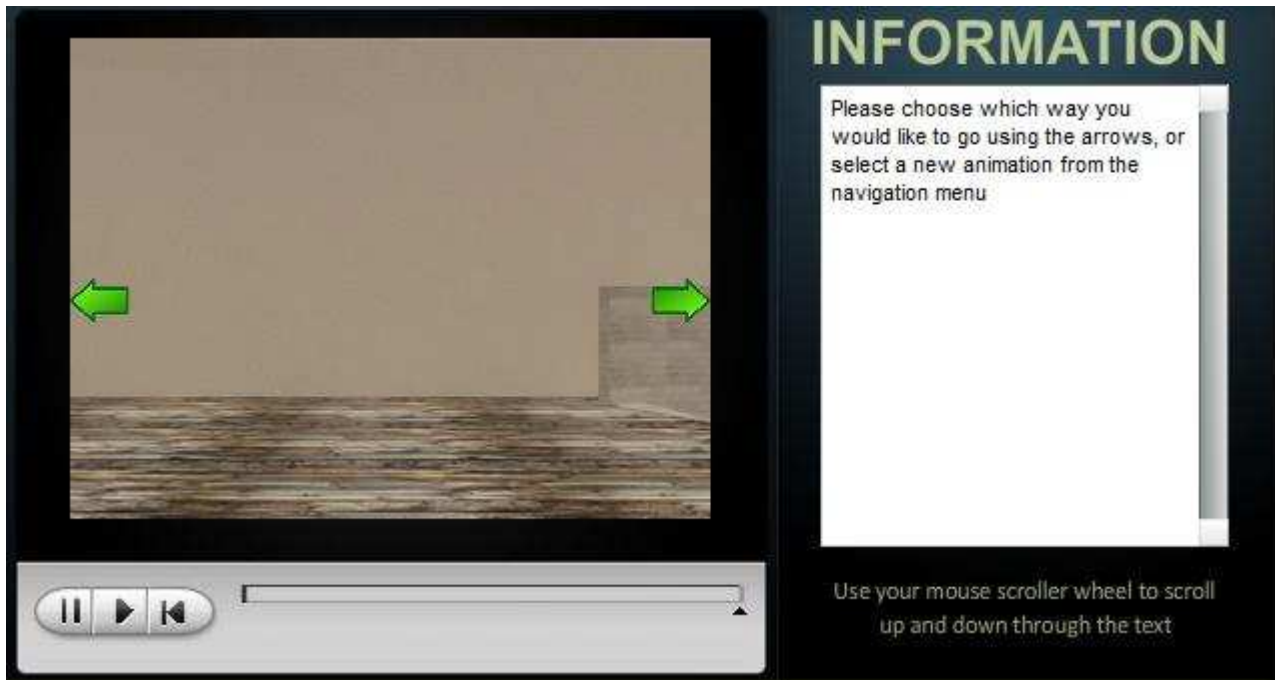 INFORMATION
Please choose which way you
would like to go using the arrows, or
select a new animation from the
navigation menu
Use your mouse scroller wheel to scroll
up and down through the text